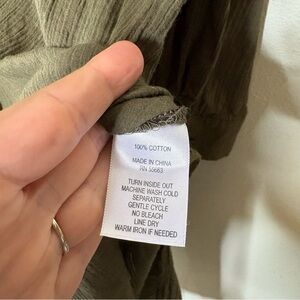 100% COTTON
MADE IN CHINA
RN 55663
TURN INSIDE OUT
MACHINE WASH COLD
SEPARATELY
GENTLE CYCLE
NO BLEACH
LINE DRY
WARM IRON IF NEEDED